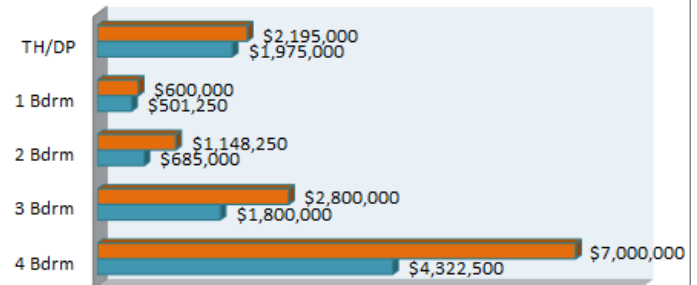 TH/DP
$2,195,000
$1,975,000
1 Bdrm
$600,000
$501,250
2 Bdrm
$1,148,250
$685,000
3 Bdrm
$2,800,000
$1,800,000
4 Bdrm
$7,000,000
$4,322,500